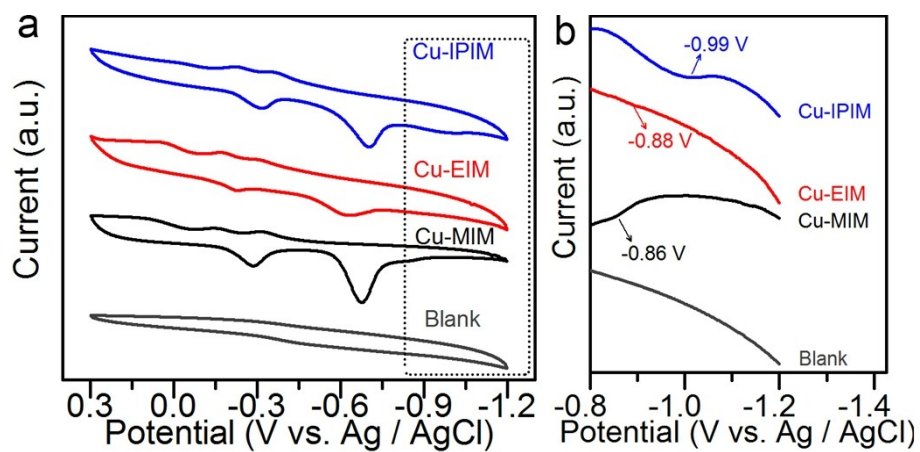 a
Current (a.u.)
Cu-IPIM
Cu-EIM
Cu-MIM
Blank
0.3 0.0 -0.3 -0.6 -0.9 -1.2
Potential (V vs. Ag / AgCl)
b
Current (a.u.)
-0.99 V
Cu-IPIM
-0.88 V
Cu-EIM
Cu-MIM
-0.86 V
Blank
-0.8 -1.0 -1.2 -1.4
Potential (V vs. Ag / AgCl)